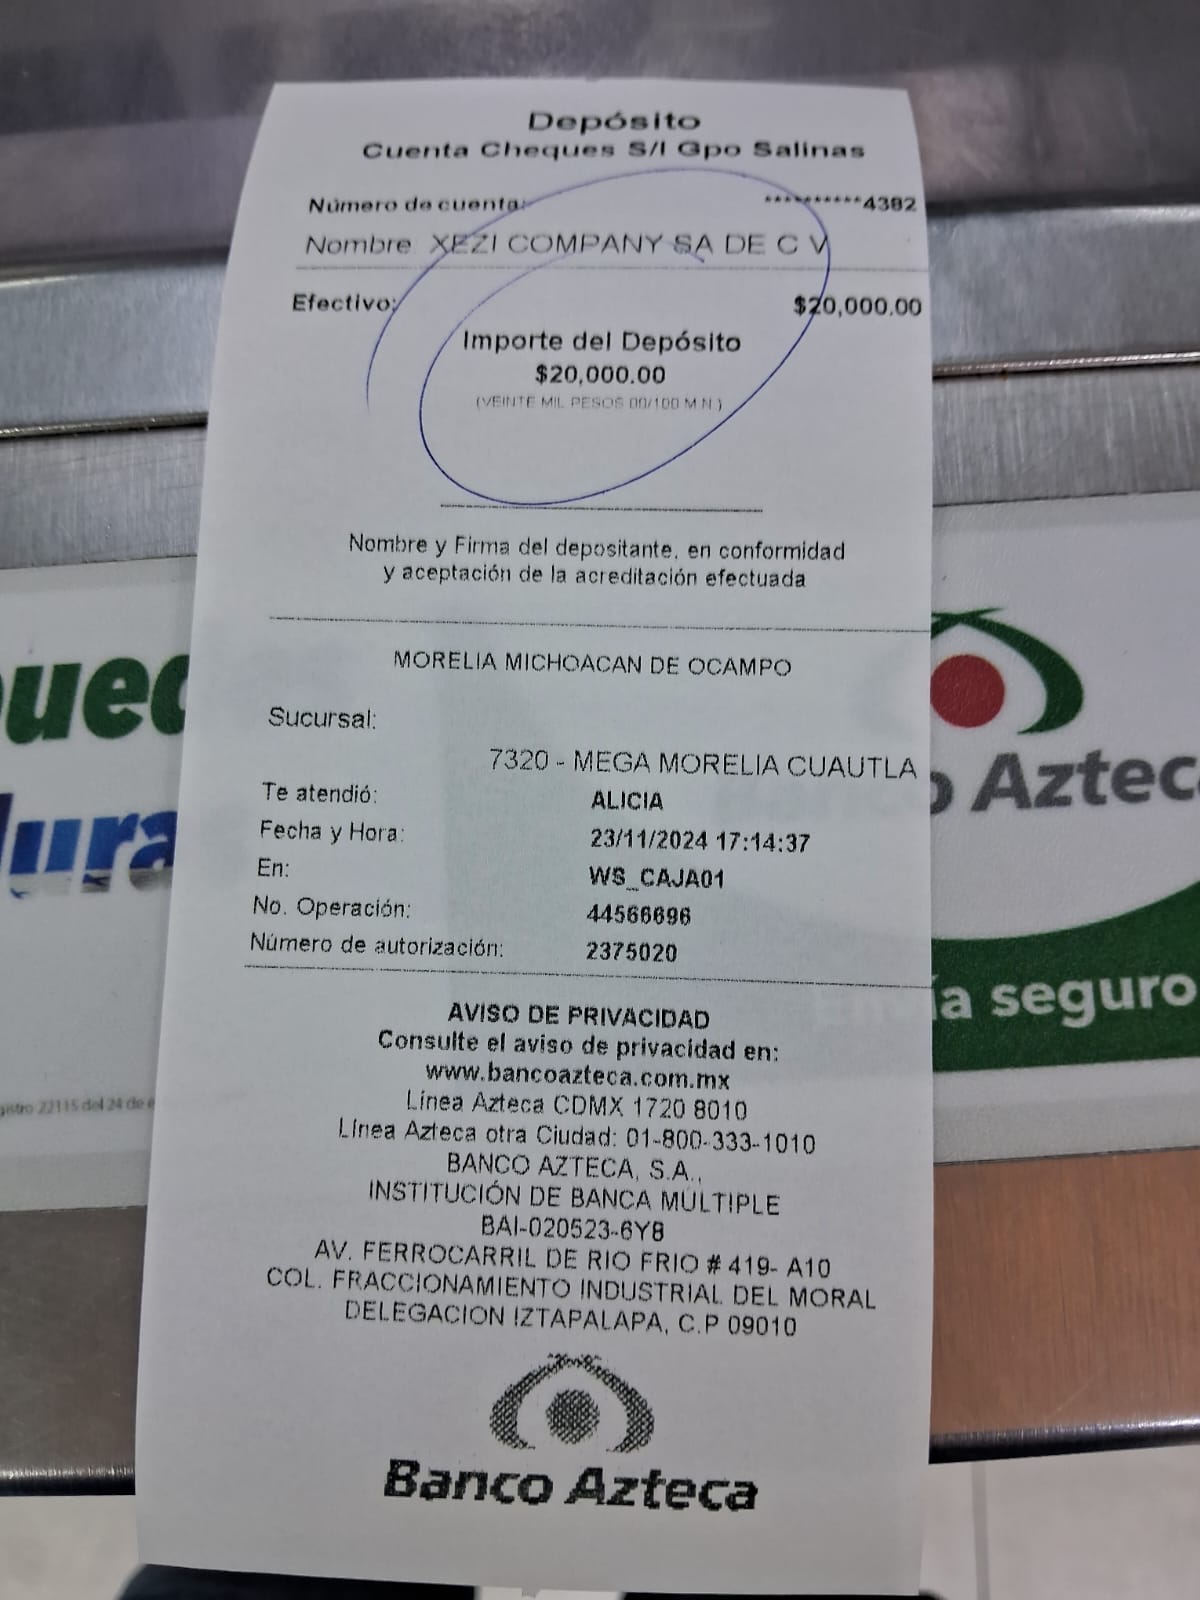 Depósito
Cuenta Cheques S/I Gpo Salinas
Número de cuenta: **********4382
Nombre XEZI COMPANY SA DE C V
Efectivo: $20,000.00
Importe del Depósito
$20,000.00
(VEINTE MIL PESOS 00/100 M.N.)
Nombre y Firma del depositante, en conformidad
y aceptación de la acreditación efectuada
MORELIA MICHOACAN DE OCAMPO
Sucursal:
7320 - MEGA MORELIA CUAUTLA
Te atendió: ALICIA
Fecha y Hora: 23/11/2024 17:14:37
En: WS_CAJA01
No. Operación: 44566696
Número de autorización: 2375020
AVISO DE PRIVACIDAD
Consulte el aviso de privacidad en:
www.bancoazteca.com.mx
Línea Azteca CDMX 1720 8010
Línea Azteca otra Ciudad: 01-800-333-1010
BANCO AZTECA, S.A.,
INSTITUCIÓN DE BANCA MÚLTIPLE
BAI-020523-6Y8
AV. FERROCARRIL DE RIO FRIO # 419- A10
COL. FRACCIONAMIENTO INDUSTRIAL DEL MORAL
DELEGACION IZTAPALAPA, C.P 09010
Banco Azteca
o Aztec
ía seguro
22115 del 24 de